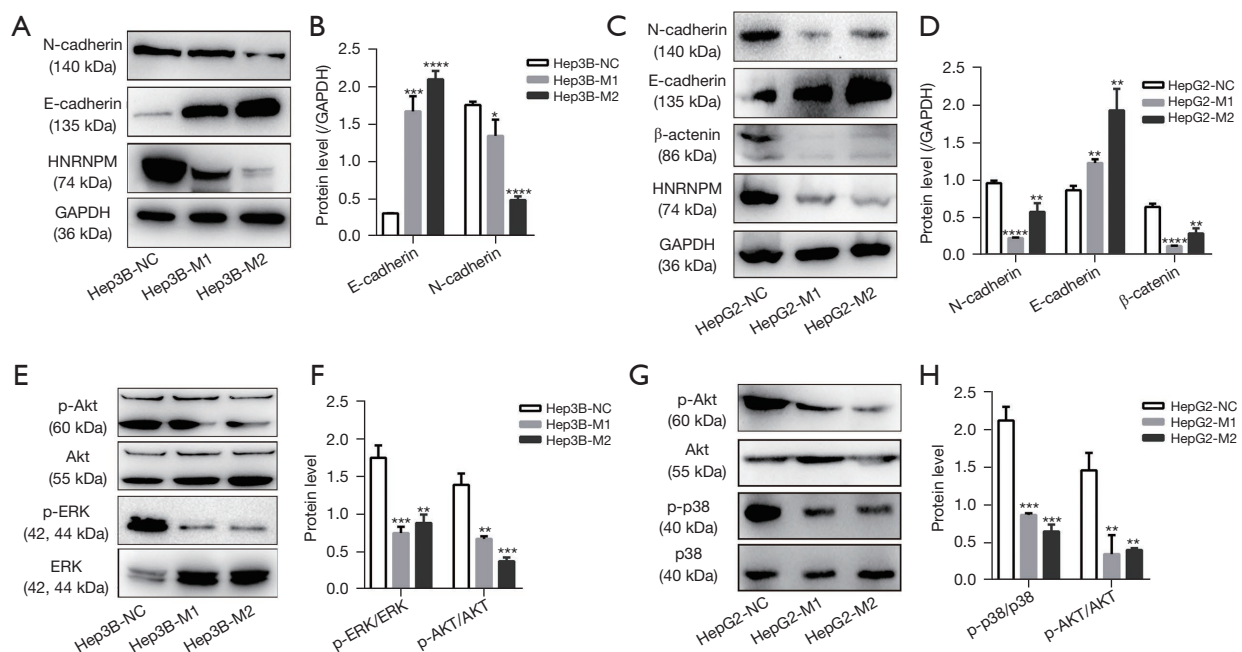 A
N-cadherin
(140 kDa)
E-cadherin
(135 kDa)
HNRNPM
(74 kDa)
GAPDH
(36 kDa)
Hep3B-NC
Hep3B-M1
Hep3B-M2
B
Protein level (/GAPDH)
2.5
2.0
1.5
1.0
0.5
0.0
***
****
*
****
E-cadherin
N-cadherin
Hep3B-NC
Hep3B-M1
Hep3B-M2
C
N-cadherin
(140 kDa)
E-cadherin
(135 kDa)
β-actenin
(86 kDa)
HNRNPM
(74 kDa)
GAPDH
(36 kDa)
HepG2-NC
HepG2-M1
HepG2-M2
D
Protein level (/GAPDH)
2.5
2.0
1.5
1.0
0.5
0.0
****
**
**
**
****
**
N-cadherin
E-cadherin
β-catenin
HepG2-NC
HepG2-M1
HepG2-M2
E
p-Akt
(60 kDa)
Akt
(55 kDa)
p-ERK
(42, 44 kDa)
ERK
(42, 44 kDa)
Hep3B-NC
Hep3B-M1
Hep3B-M2
F
Protein level
2.5
2.0
1.5
1.0
0.5
0.0
***
**
**
***
p-ERK/ERK
p-AKT/AKT
Hep3B-NC
Hep3B-M1
Hep3B-M2
G
p-Akt
(60 kDa)
Akt
(55 kDa)
p-p38
(40 kDa)
p38
(40 kDa)
HepG2-NC
HepG2-M1
HepG2-M2
H
Protein level
2.5
2.0
1.5
1.0
0.5
0.0
***
***
**
**
p-p38/p38
p-AKT/AKT
HepG2-NC
HepG2-M1
HepG2-M2